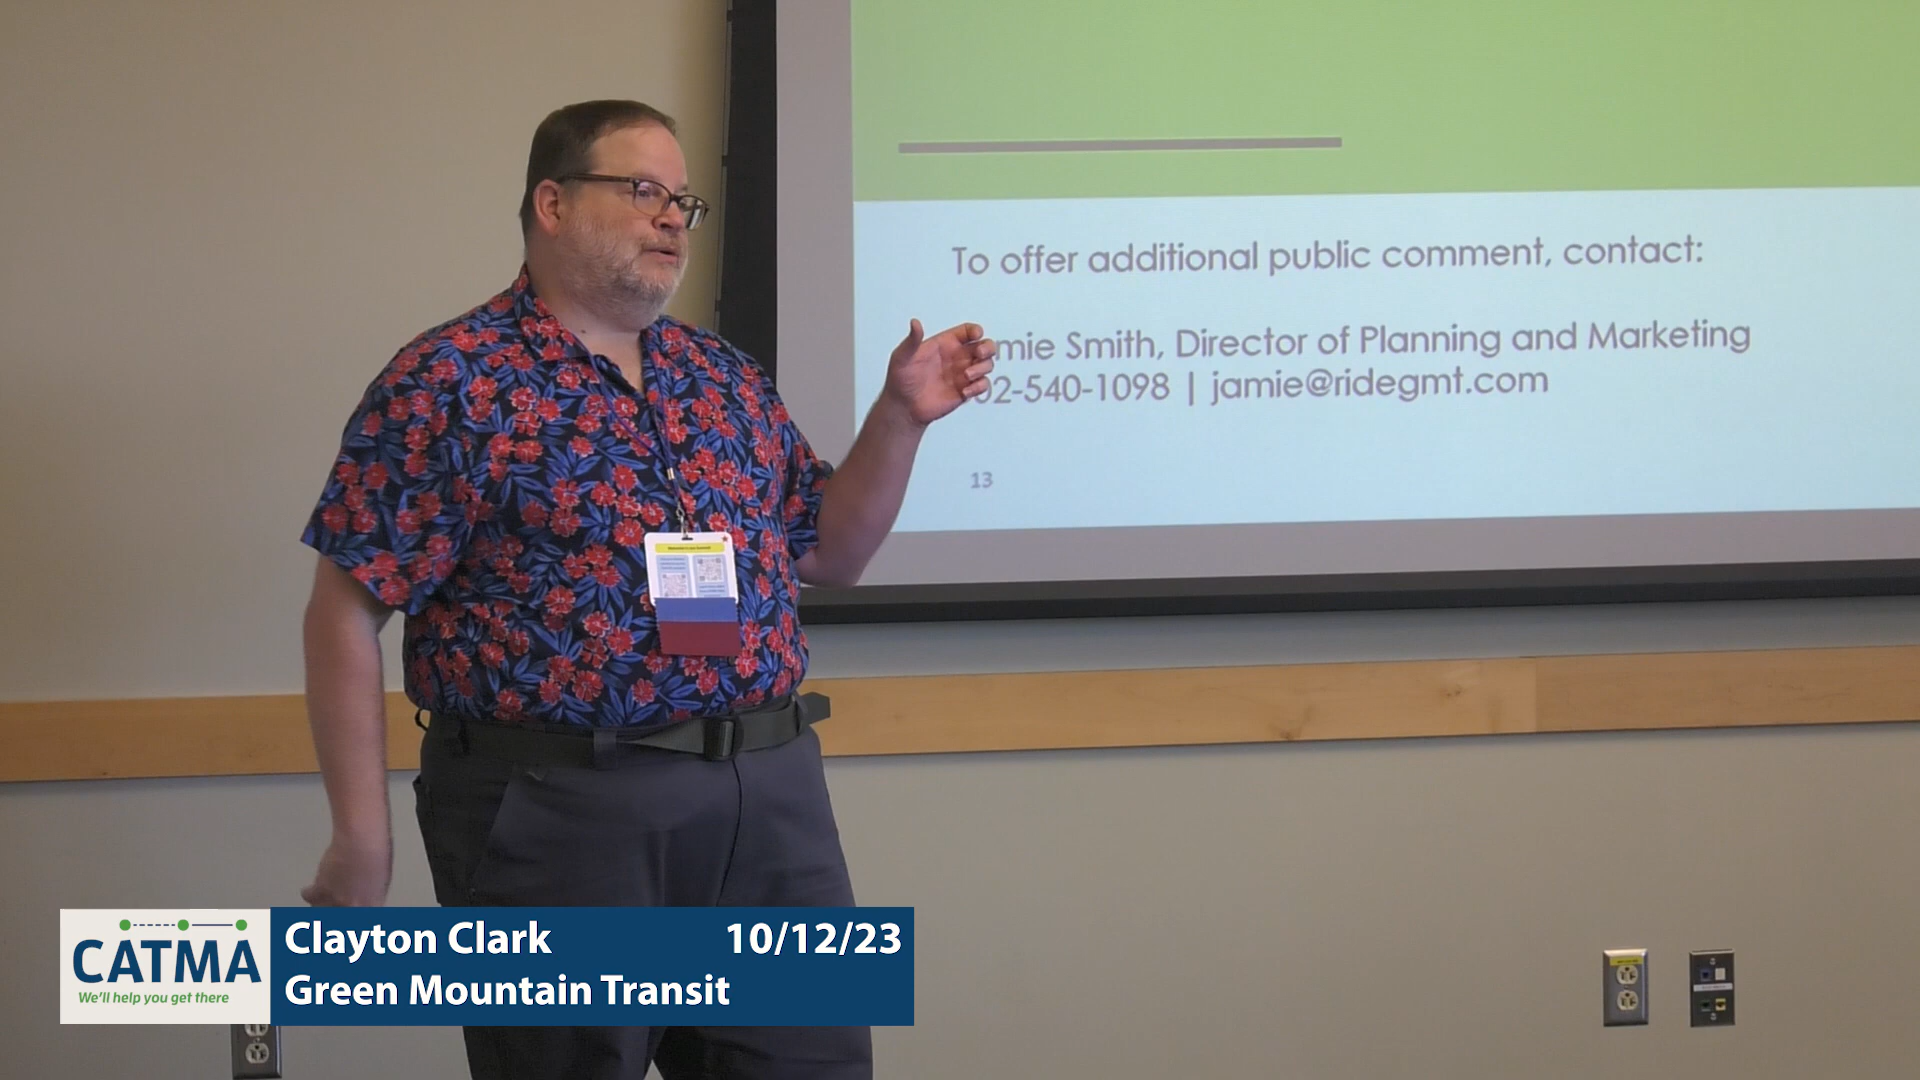 To offer additional public comment, contact:
mie Smith, Director of Planning and Marketing
02-540-1098 | jamie@ridegmt.com
13
CATMA
We'll help you get there
Clayton Clark 10/12/23
Green Mountain Transit